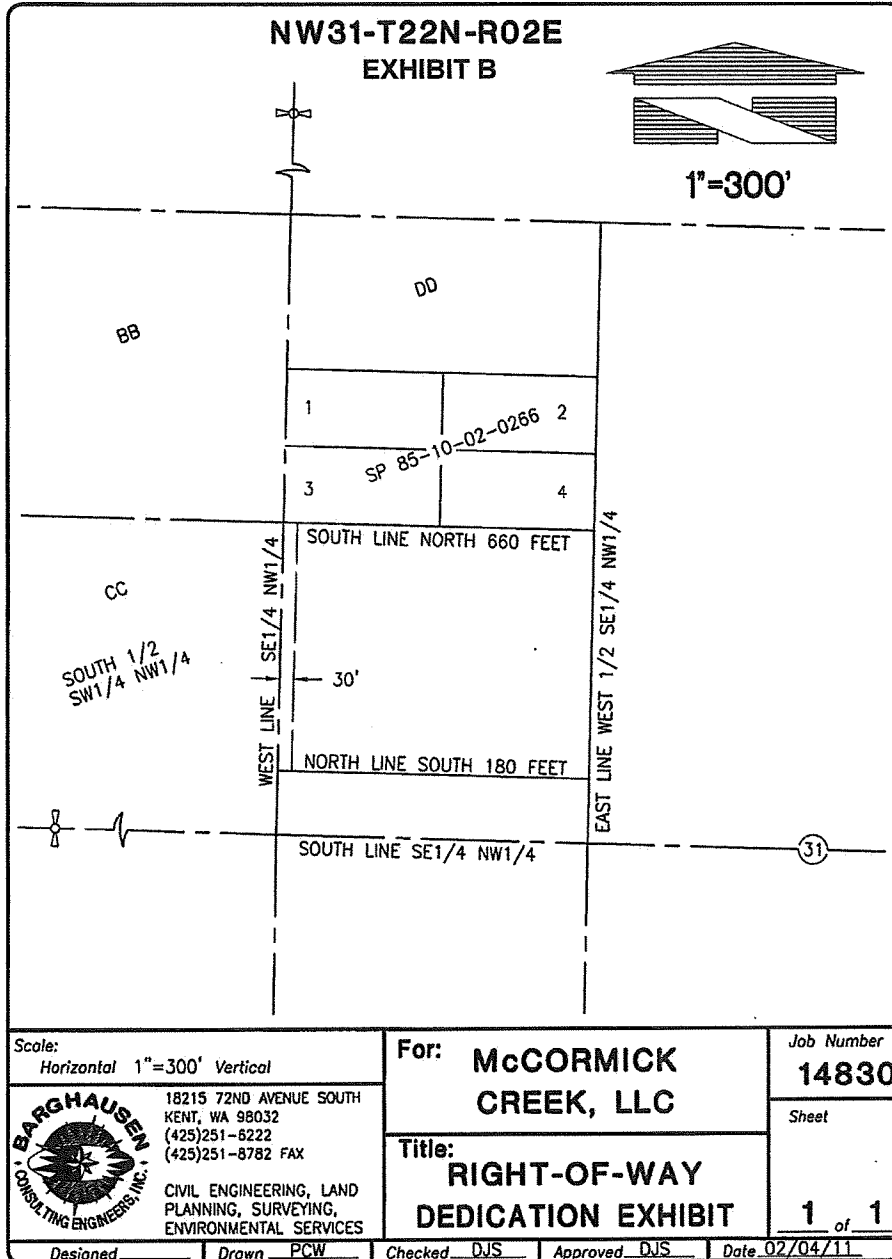 NW31-T22N-R02E
EXHIBIT B
1"=300'
DD
BB
1
2
SP 85-10-02-0266
3
4
SOUTH LINE NORTH 660 FEET
CC
SOUTH 1/2
SW1/4 NW1/4
WEST LINE SE1/4 NW1/4
30'
EAST LINE WEST 1/2 SE1/4 NW1/4
NORTH LINE SOUTH 180 FEET
SOUTH LINE SE1/4 NW1/4
31
Scale:
Horizontal 1"=300' Vertical
BARGHAUSEN
CONSULTING ENGINEERS, INC.
18215 72ND AVENUE SOUTH
KENT, WA 98032
(425)251-6222
(425)251-8782 FAX
CIVIL ENGINEERING, LAND
PLANNING, SURVEYING,
ENVIRONMENTAL SERVICES
For: McCORMICK
CREEK, LLC
Title:
RIGHT-OF-WAY
DEDICATION EXHIBIT
Job Number
14830
Sheet
1 of 1
Designed
Drawn PCW
Checked DJS
Approved DJS
Date 02/04/11